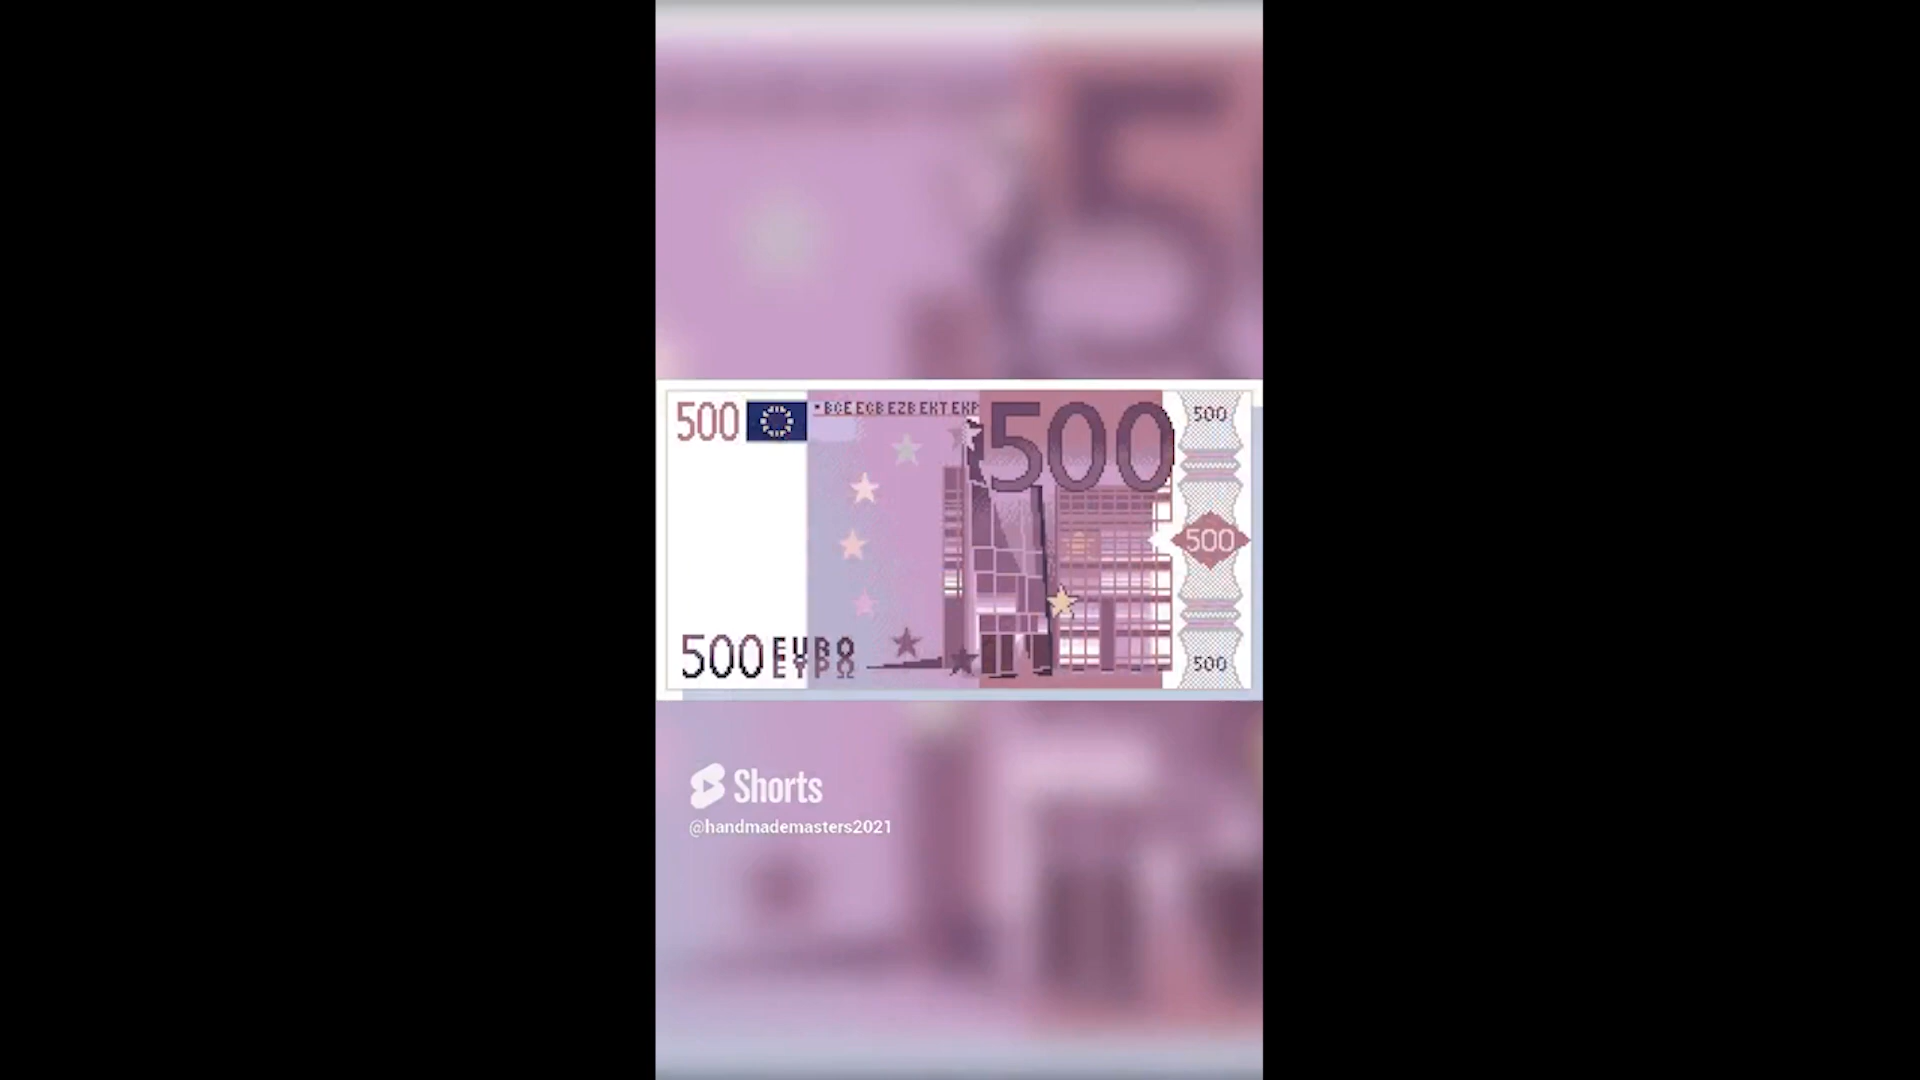 500
• BCE ECB EZB EKT EKP
500
500
500
500 EURO
ΕΥΡΩ
500
Shorts
@handmademasters2021